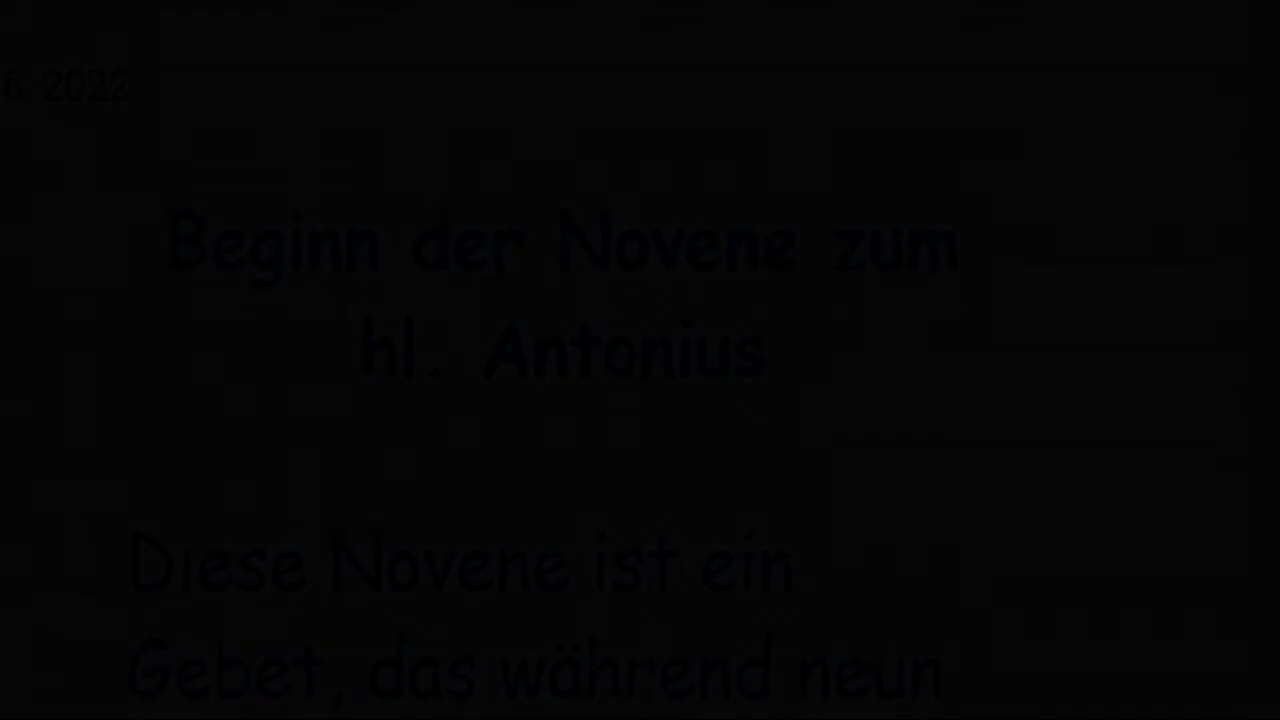 6, 2022
Beginn der Novene zum
hl. Antonius
Diese Novene ist ein
Gebet, das während neun